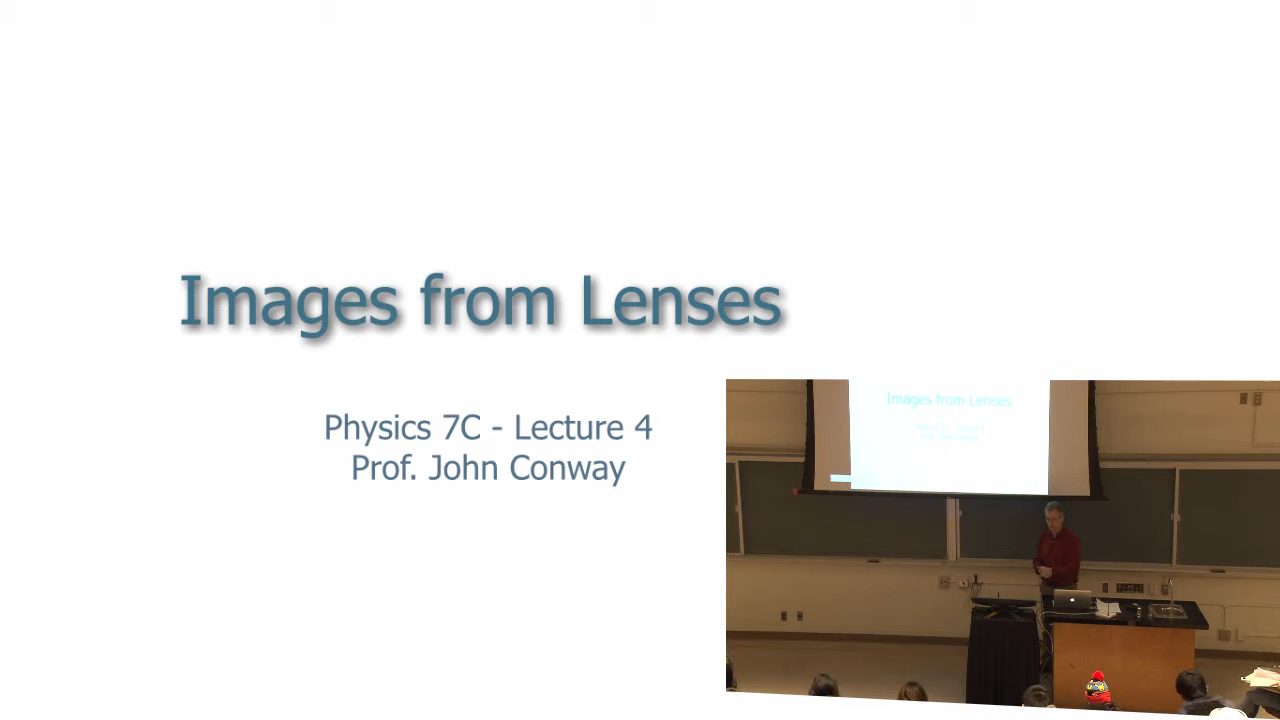 Images from Lenses
Physics 7C - Lecture 4
Prof. John Conway
Images from Lenses